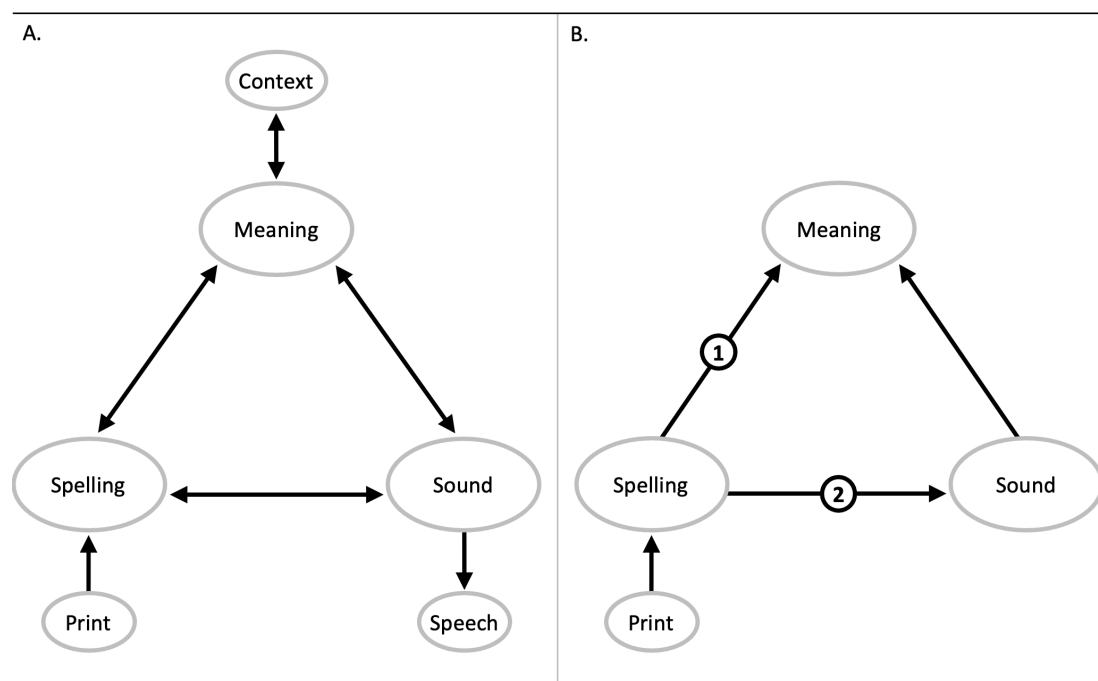 A.
Context
Meaning
Spelling
Sound
Print
Speech
B.
Meaning
1
Spelling
2
Sound
Print